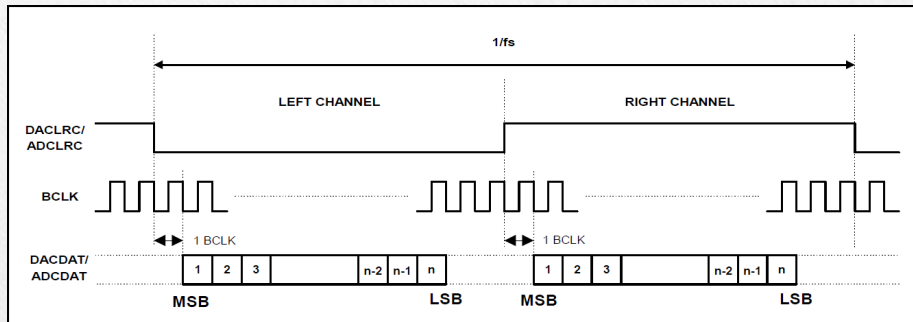 1/fs
LEFT CHANNEL
RIGHT CHANNEL
DACLRC/
ADCLRC
BCLK
1 BCLK
1 BCLK
DACDAT/
ADCDAT
1 2 3 n-2 n-1 n
1 2 3 n-2 n-1 n
MSB
LSB
MSB
LSB